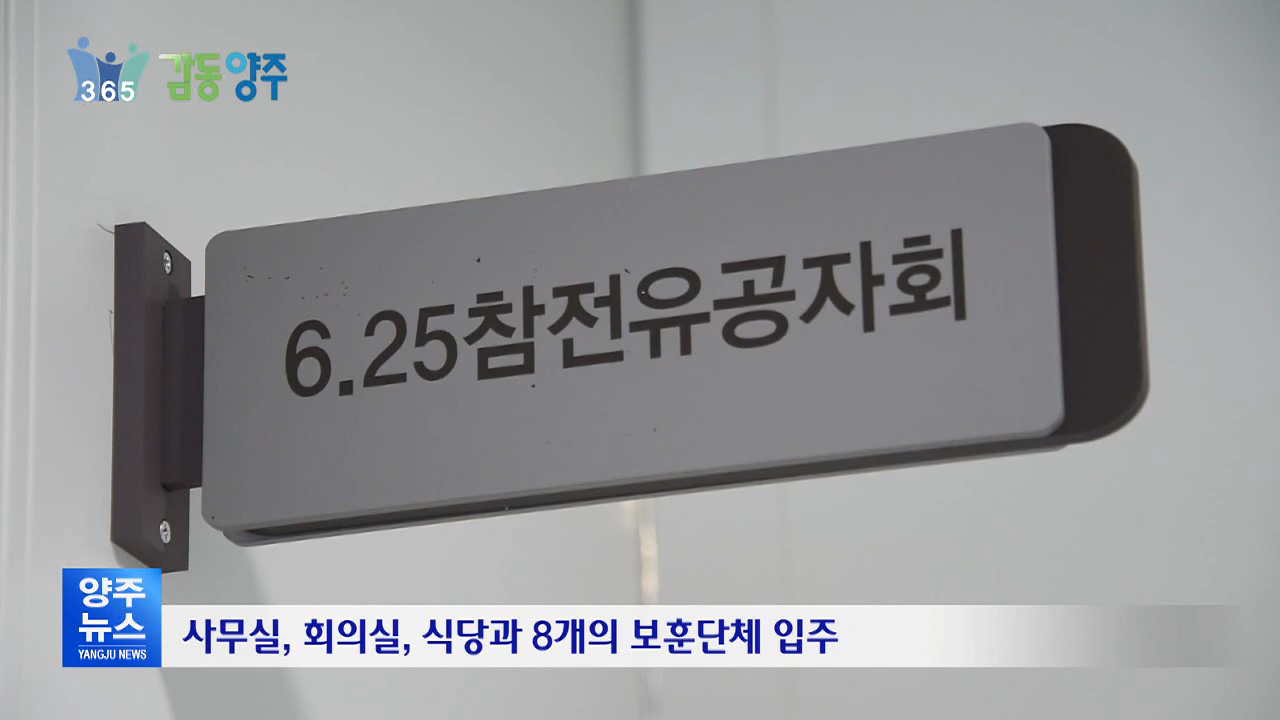 365 감동양주
6.25참전유공자회
양주
뉴스
YANGJU NEWS
사무실, 회의실, 식당과 8개의 보훈단체 입주